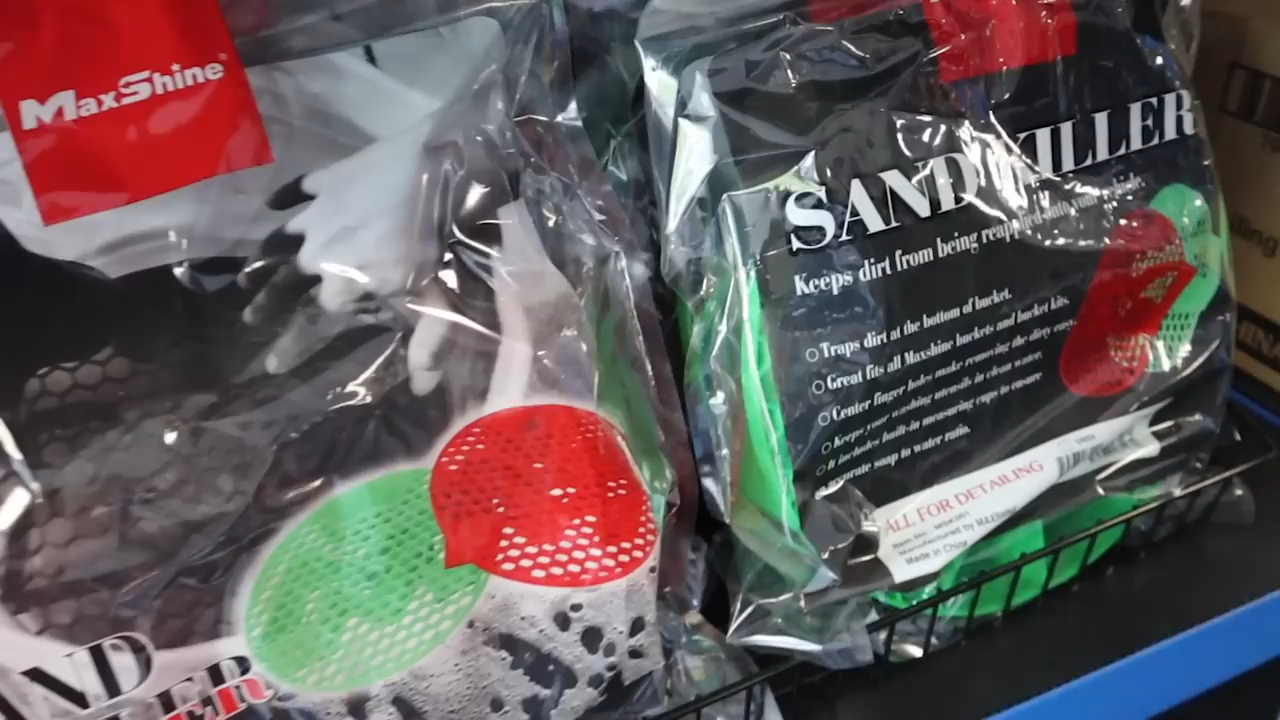 MaxShine
SAND KILLER
Keeps dirt from being reapplied onto your vehicle.
Traps dirt at the bottom of bucket.
Great fits all Maxshine buckets and bucket kits.
Center finger holes make removing the dirty easy.
Keeps your washing utensils in clean water.
It includes built-in measuring cups to ensure
accurate soap to water ratio.
ALL FOR DETAILING
Manufactured by MAXShine
Made in China